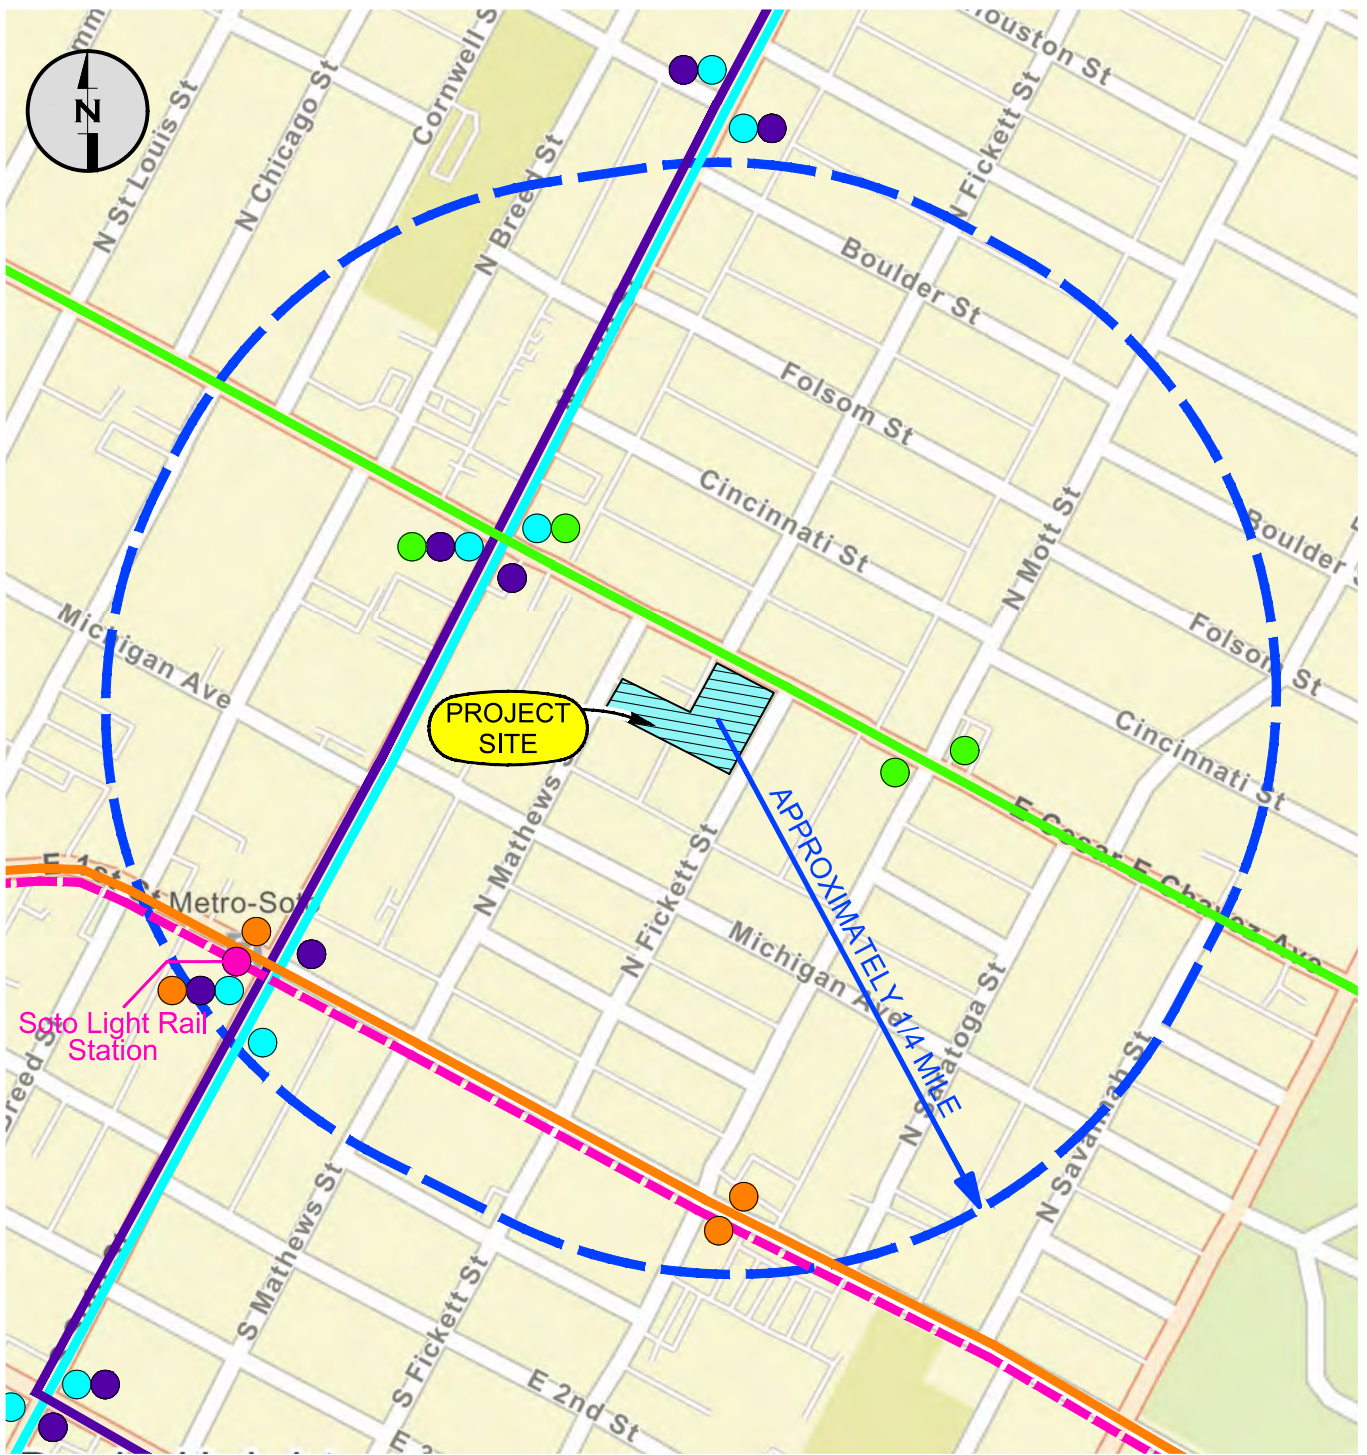 N
N St Louis St
N Chicago St
Cornwell S
N Breed St
Houston St
N Fickett St
Boulder St
Folsom St
Cincinnati St
N Mott St
Boulder S
Folsom St
Cincinnati St
Michigan Ave
PROJECT
SITE
N Mathews
N Fickett St
APPROXIMATELY 1/4 MILE
E Cesar E Chavez Ave
E 1st St
Metro-Soto
Michigan Ave
N Saratoga St
N Savannah St
Soto Light Rail
Station
Breed St
S Mathews St
S Fickett St
E 2nd St